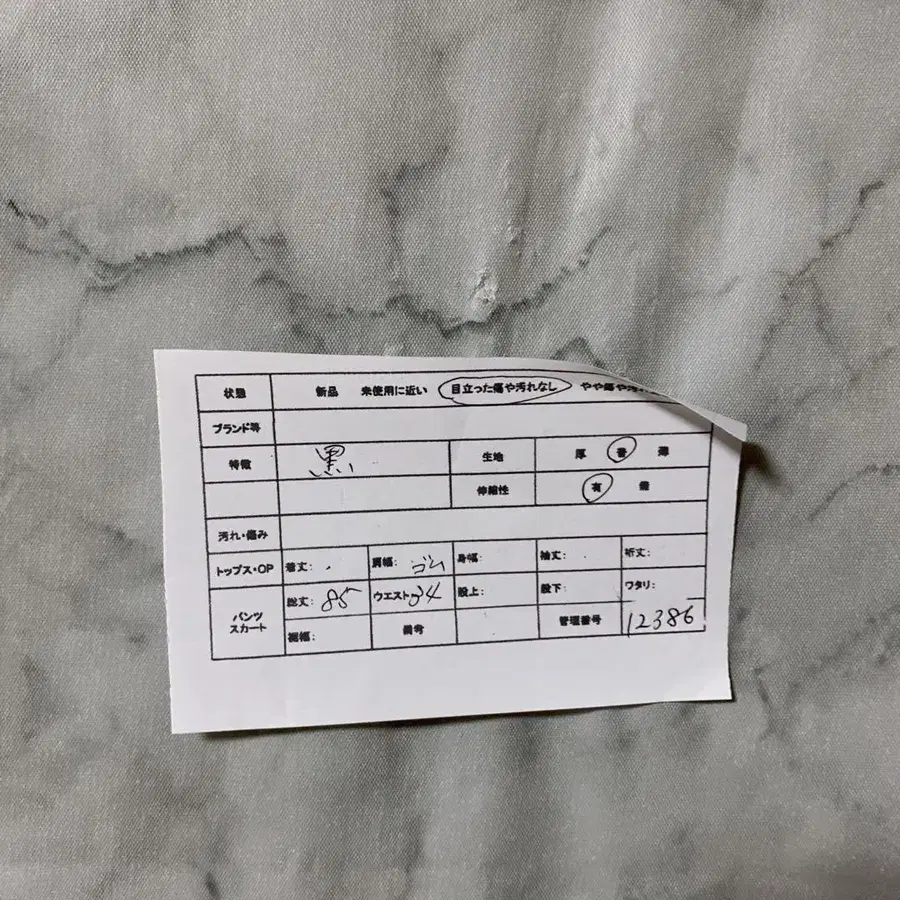 状態 新品 未使用に近い 目立った傷や汚れなし やや傷や汚れ
ブランド等
特徴 黒 生地 厚 普 薄
伸縮性 有 無
汚れ・傷み
トップス・OP 着丈: 肩幅: ゴム 身幅: 袖丈: 裄丈:
パンツ スカート 総丈: 85 ウエスト 34 股上: 股下: ワタリ:
裾幅: 備考 管理番号 12386